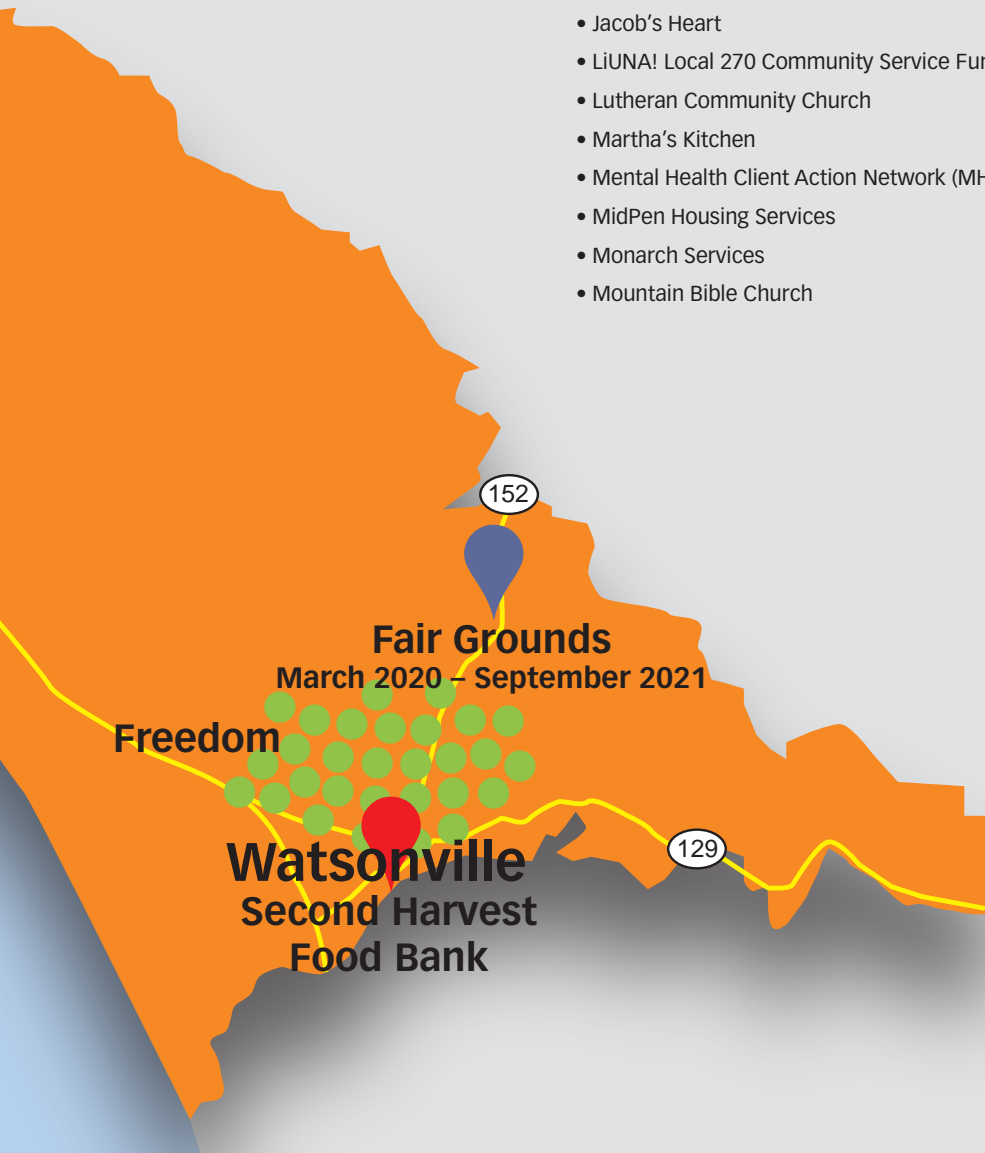 • Jacob's Heart
• LiUNA! Local 270 Community Service
• Lutheran Community Church
• Martha's Kitchen
• Mental Health Client Action Network
• MidPen Housing Services
• Monarch Services
• Mountain Bible Church
152
Fair Grounds
March 2020 – September 2021
Freedom
Watsonville
129
Second Harvest
Food Bank